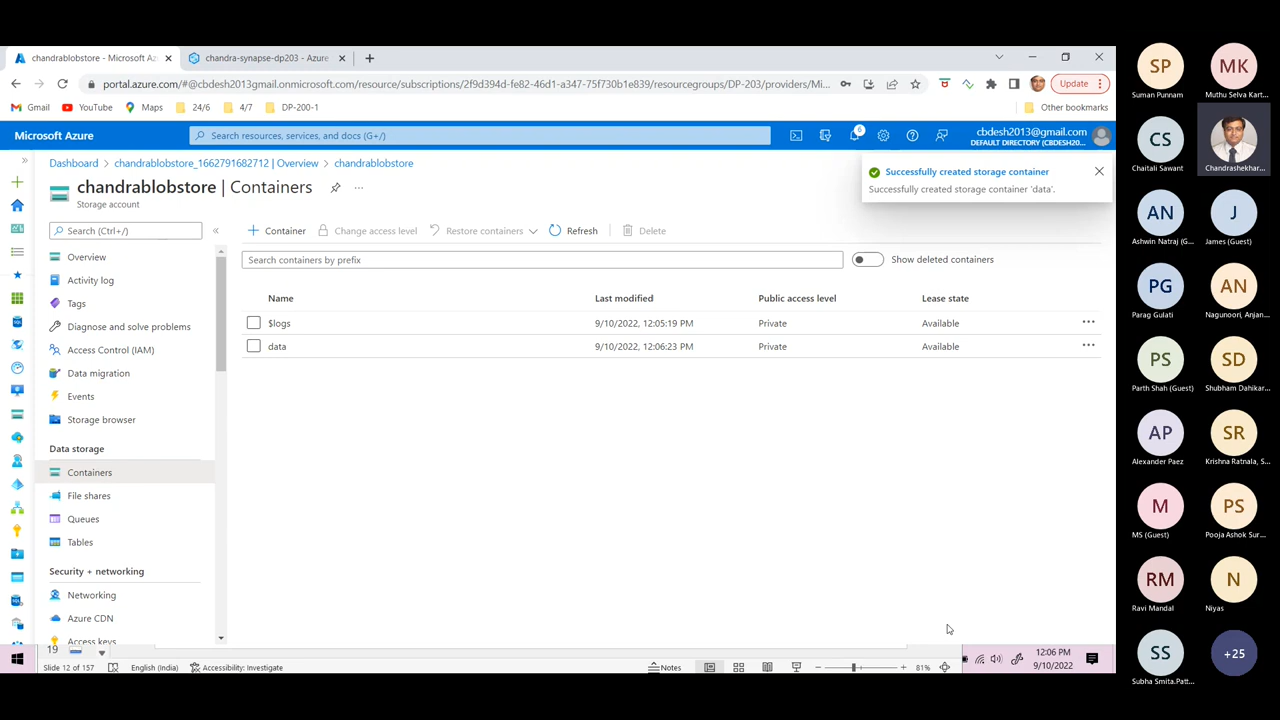 chandrablobstore - Microsoft Az
chandra-synapse-dp203 - Azure
portal.azure.com/#@cbdesh2013gmail.onmicrosoft.com/resource/subscriptions/2f9d394d-fe82-46d1-a347-75f730b1e839/resourcegroups/DP-203/providers/Mi...
Update
Gmail
YouTube
Maps
24/6
4/7
DP-200-1
Other bookmarks
Microsoft Azure
Search resources, services, and docs (G+/)
6
cbdesh2013@gmail.com
DEFAULT DIRECTORY (CBDESH20...
Dashboard > chandrablobstore_1662791682712 | Overview > chandrablobstore
chandrablobstore | Containers
Storage account
Successfully created storage container
Successfully created storage container 'data'.
Search (Ctrl+/)
Overview
Activity log
Tags
Diagnose and solve problems
Access Control (IAM)
Data migration
Events
Storage browser
Data storage
Containers
File shares
Queues
Tables
Security + networking
Networking
Azure CDN
Access keys
+ Container
Change access level
Restore containers
Refresh
Delete
Search containers by prefix
Show deleted containers
Name Last modified Public access level Lease state
$logs 9/10/2022, 12:05:19 PM Private Available
data 9/10/2022, 12:06:23 PM Private Available
19
Slide 12 of 157
English (India)
Accessibility: Investigate
Notes
81%
12:06 PM
9/10/2022
SP
Suman Punnam
MK
Muthu Selva Kart...
CS
Chaitali Sawant
Chandrashekhar...
AN
Ashwin Natraj (G...
J
James (Guest)
PG
Parag Gulati
AN
Nagunoori, Anjan...
PS
Parth Shah (Guest)
SD
Shubham Dahikar...
AP
Alexander Paez
SR
Krishna Ratnala, S...
M
MS (Guest)
PS
Pooja Ashok Sur...
RM
Ravi Mandal
N
Niyas
SS
Subha Smita.Patt...
+25